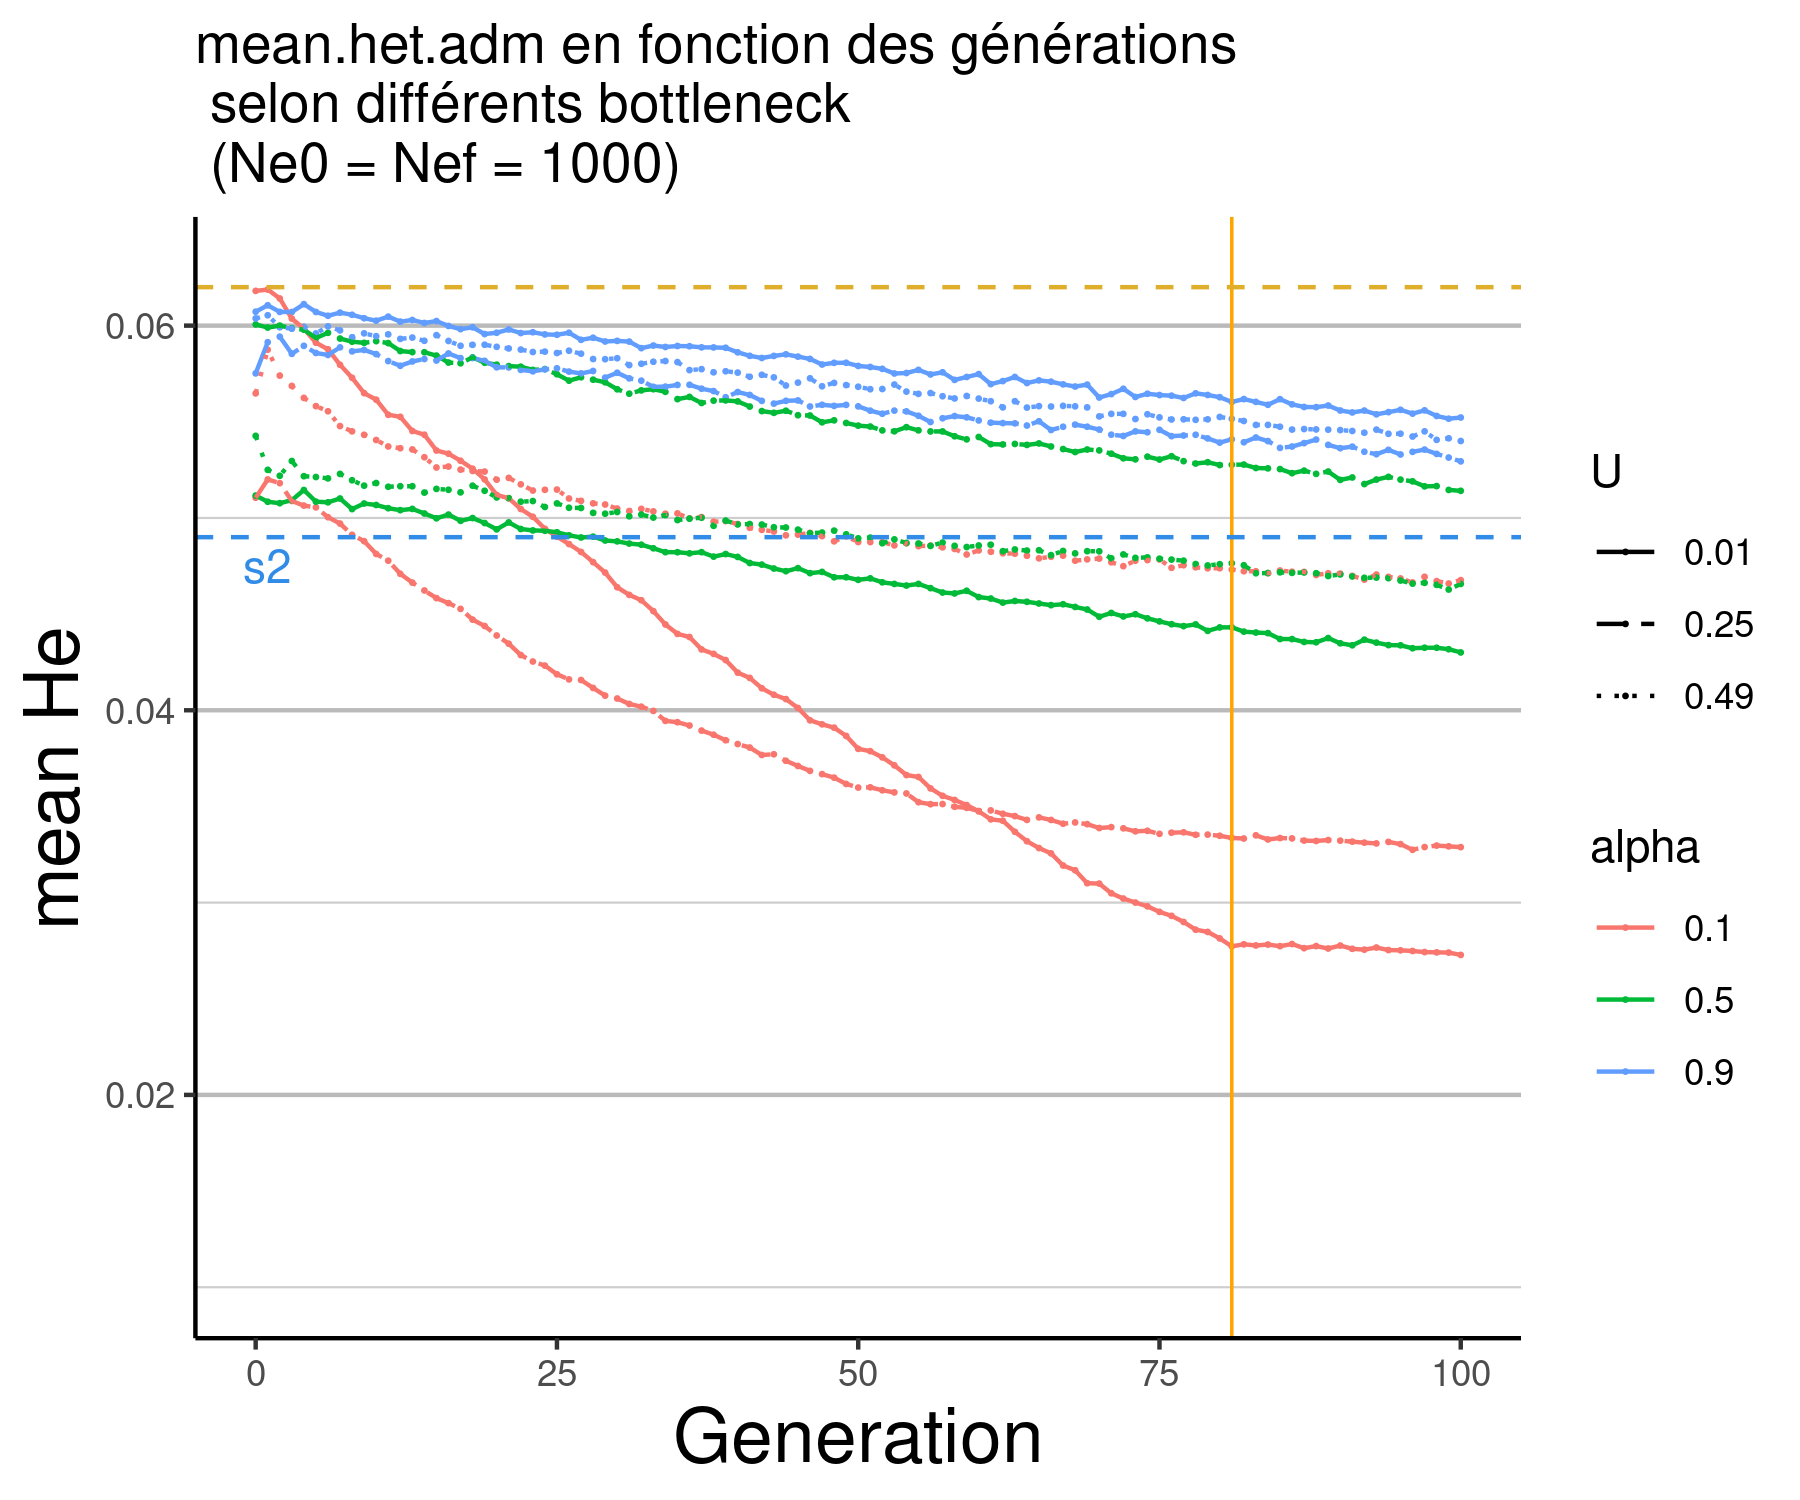 mean.het.adm en fonction des générations
selon différents bottleneck
(Ne0 = Nef = 1000)
mean He
0.06
0.04
0.02
s2
0
25
50
75
100
Generation
U
0.01
0.25
0.49
alpha
0.1
0.5
0.9